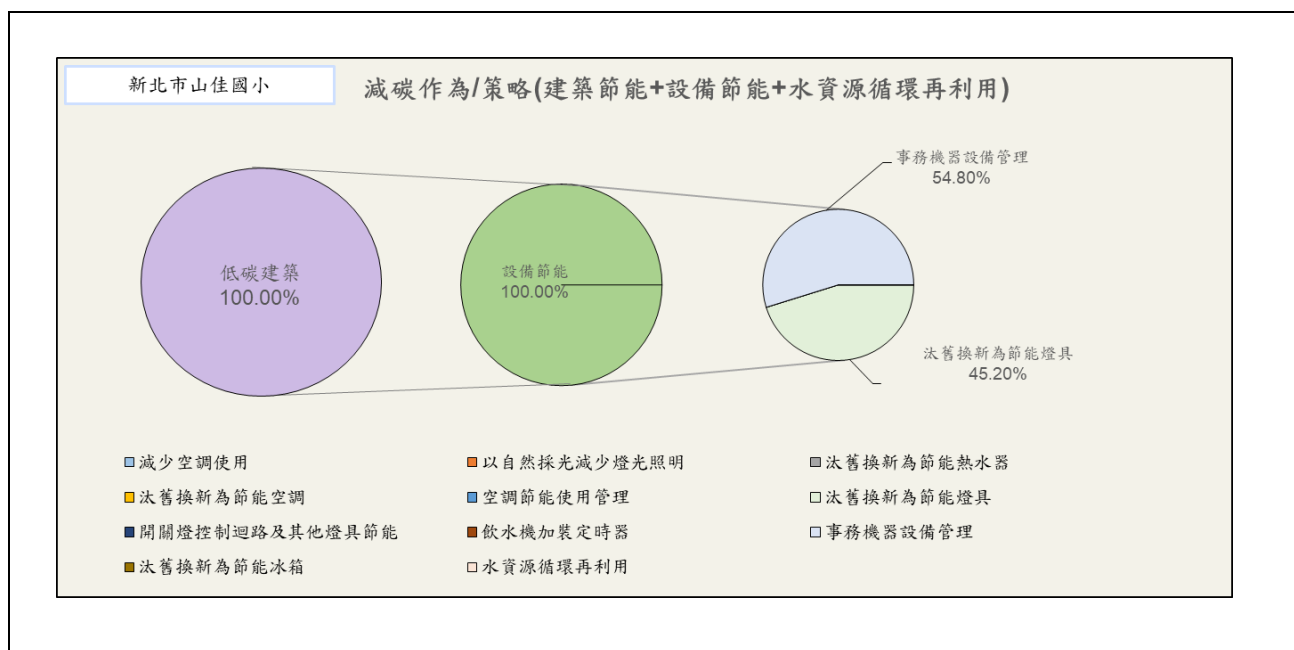 新北市山佳國小
減碳作為/策略(建築節能+設備節能+水資源循環再利用)
事務機器設備管理
54.80%
低碳建築
100.00%
設備節能
100.00%
汰舊換新為節能燈具
45.20%
減少空調使用
以自然採光減少燈光照明
汰舊換新為節能熱水器
汰舊換新為節能空調
空調節能使用管理
汰舊換新為節能燈具
開關燈控制迴路及其他燈具節能
飲水機加裝定時器
事務機器設備管理
汰舊換新為節能冰箱
水資源循環再利用